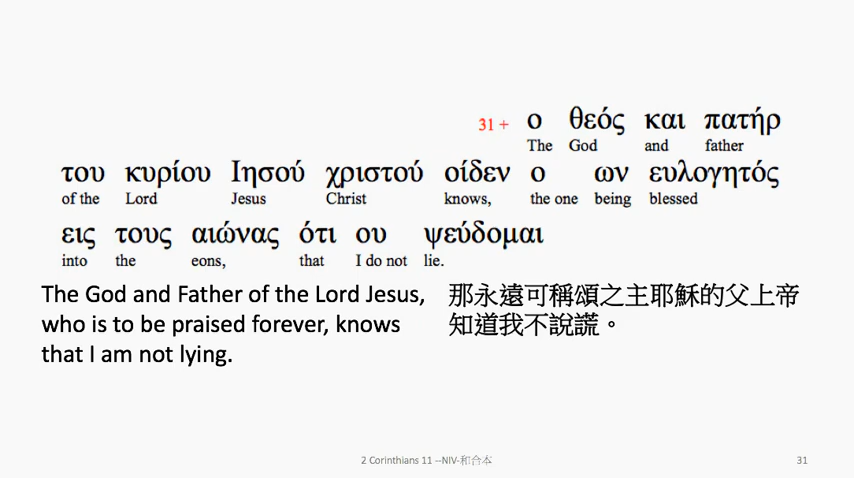 31 + ο θεός και πατήρ
The God and father
του κυρίου Ιησού χριστού οίδεν ο ων ευλογητός
of the Lord Jesus Christ knows, the one being blessed
εις τους αιώνας ότι ου ψεύδομαι
into the eons, that I do not lie.
The God and Father of the Lord Jesus,
who is to be praised forever, knows
that I am not lying.
那永遠可稱頌之主耶穌的父上帝
知道我不說謊。
2 Corinthians 11 --NIV-和合本
31